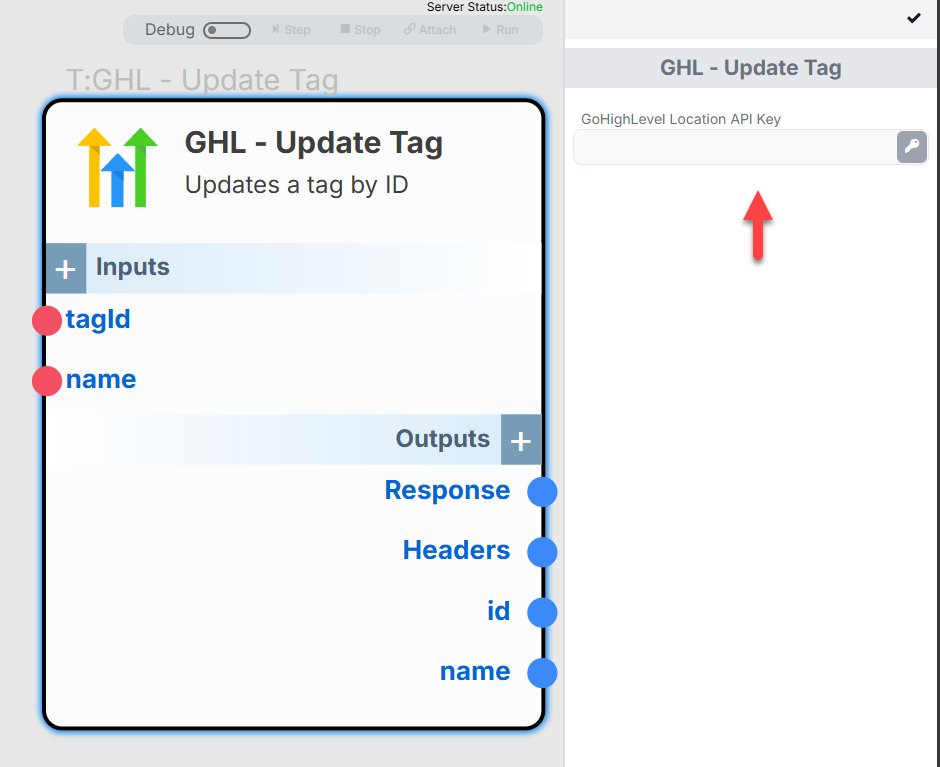 Server Status:Online
Debug Step Stop Attach Run
T:GHL - Update Tag
GHL - Update Tag
Updates a tag by ID
Inputs
tagId
name
Outputs
Response
Headers
id
name
GHL - Update Tag
GoHighLevel Location API Key